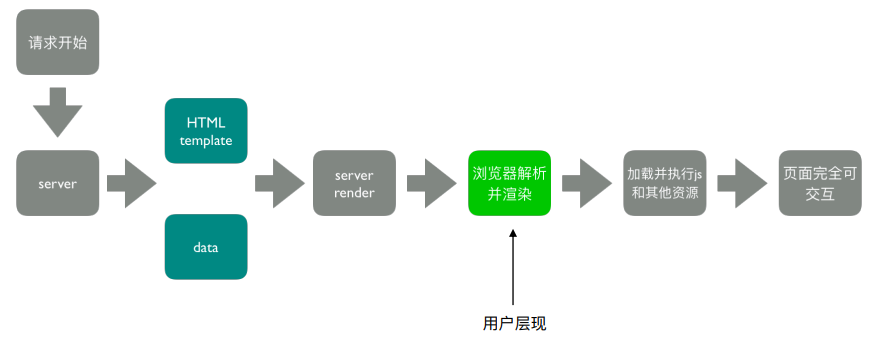 请求开始
server
HTML
template
data
server
render
浏览器解析
并渲染
加载并执行js
和其他资源
页面完全可
交互
用户层现